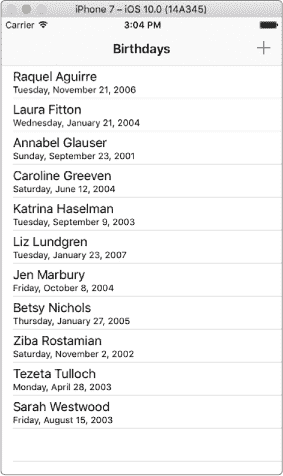 iPhone 7 – iOS 10.0 (14A345)
Carrier 3:04 PM
Birthdays +
Raquel Aguirre
Tuesday, November 21, 2006
Laura Fitton
Wednesday, January 21, 2004
Annabel Glauser
Sunday, September 23, 2001
Caroline Greeven
Saturday, June 12, 2004
Katrina Haselman
Tuesday, September 9, 2003
Liz Lundgren
Tuesday, January 23, 2007
Jen Marbury
Friday, October 8, 2004
Betsy Nichols
Thursday, January 27, 2005
Ziba Rostamian
Saturday, November 2, 2002
Tezeta Tulloch
Monday, April 28, 2003
Sarah Westwood
Friday, August 15, 2003